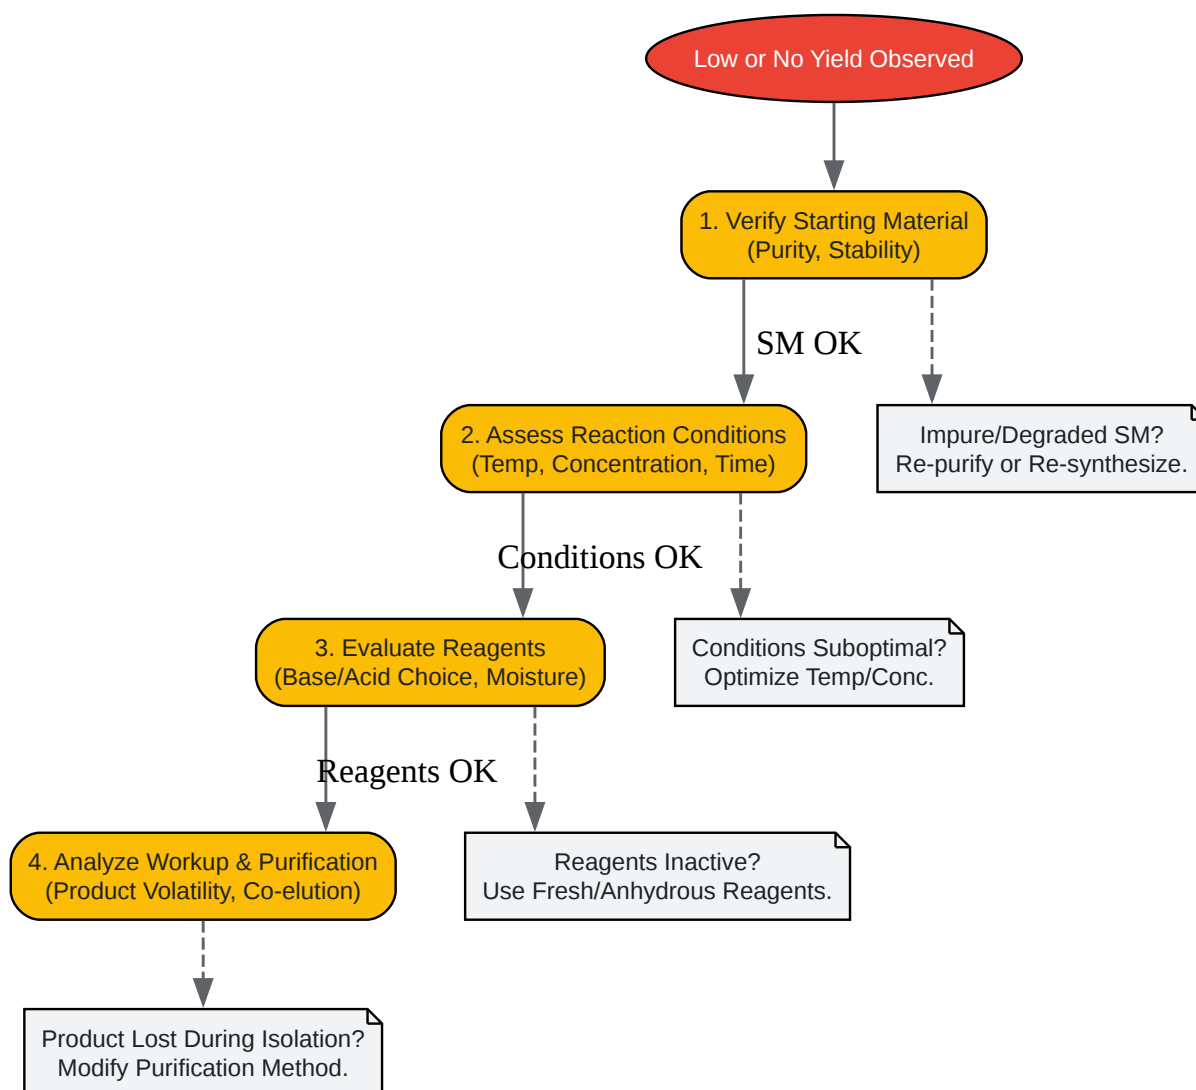 Low or No Yield Observed
1. Verify Starting Material
(Purity, Stability)
SM OK
2. Assess Reaction Conditions
(Temp, Concentration, Time)
Impure/Degraded SM?
Re-purify or Re-synthesize.
Conditions OK
3. Evaluate Reagents
(Base/Acid Choice, Moisture)
Conditions Suboptimal?
Optimize Temp/Conc.
Reagents OK
4. Analyze Workup & Purification
(Product Volatility, Co-elution)
Reagents Inactive?
Use Fresh/Anhydrous Reagents.
Product Lost During Isolation?
Modify Purification Method.